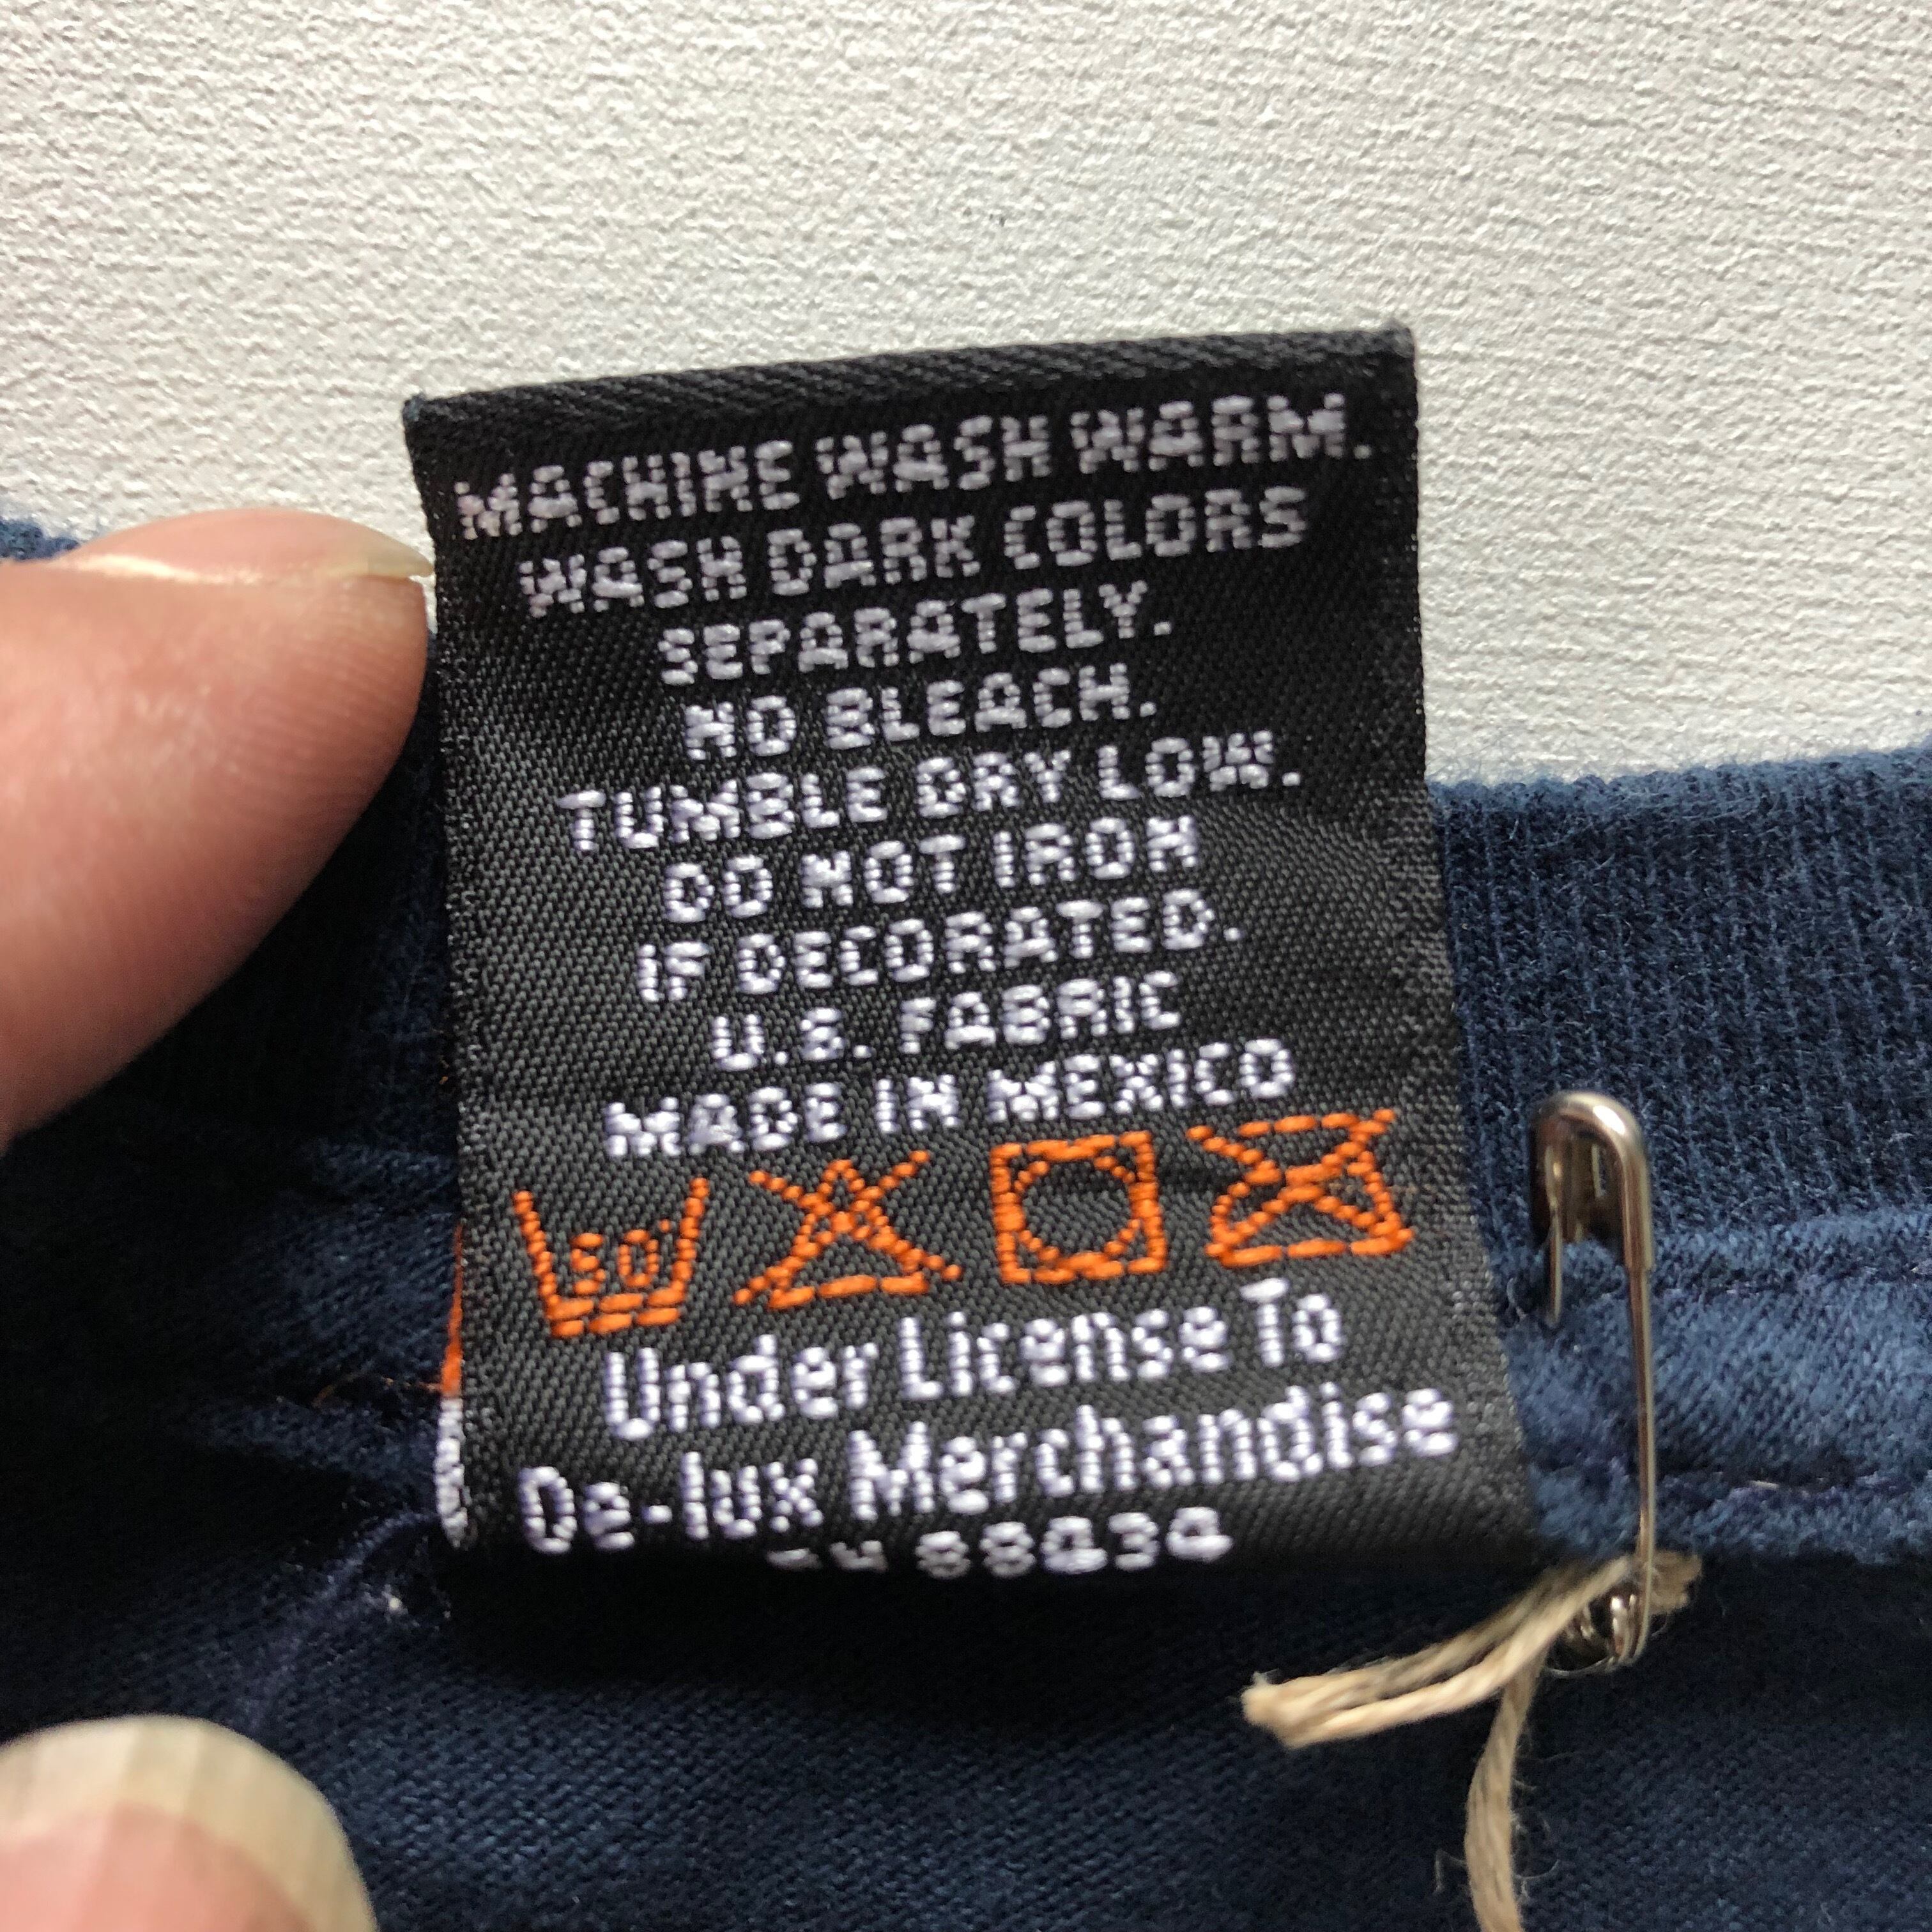 MACHINE WASH WARM.
WASH DARK COLORS
SEPARATELY.
NO BLEACH.
TUMBLE DRY LOW.
DO NOT IRON
IF DECORATED.
U.S. FABRIC
MADE IN MEXICO
50°
Under License To
De-lux Merchandise